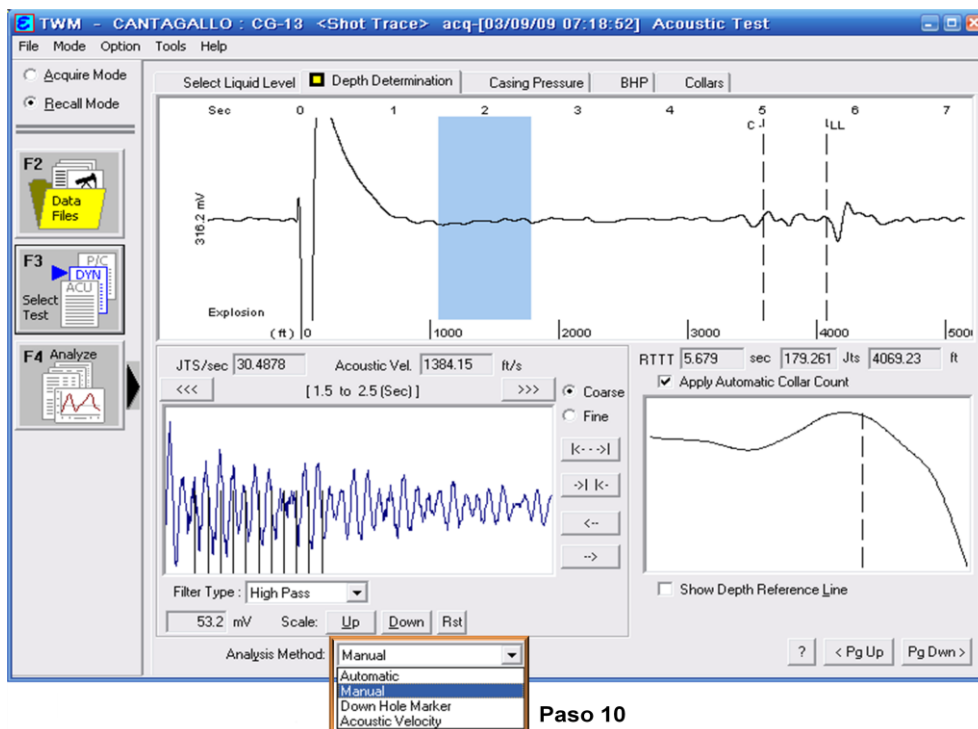 TWM - CANTAGALLO : CG-13 <Shot Trace> acq-[03/09/09 07:18:52] Acoustic Test
File Mode Option Tools Help
Acquire Mode
Recall Mode
F2
Data
Files
F3
P/C
DYN
ACU
Select
Test
F4 Analyze
Select Liquid Level Depth Determination Casing Pressure BHP Collars
Sec 0 1 2 3 4 5 6 7
C LL
316.2 mV
Explosion
(ft) 0 1000 2000 3000 4000 5000
JTS/sec 30.4878 Acoustic Vel. 1384.15 ft/s
<<< [ 1.5 to 2.5 (Sec) ] >>>
Coarse
Fine
|<--->|
->| |<-
<--
-->
Filter Type : High Pass
53.2 mV Scale: Up Down Rst
RTTT 5.679 sec 179.261 Jts 4069.23 ft
Apply Automatic Collar Count
Show Depth Reference Line
Analysis Method: Manual
Automatic
Manual
Down Hole Marker
Acoustic Velocity
? < Pg Up Pg Dwn >
Paso 10